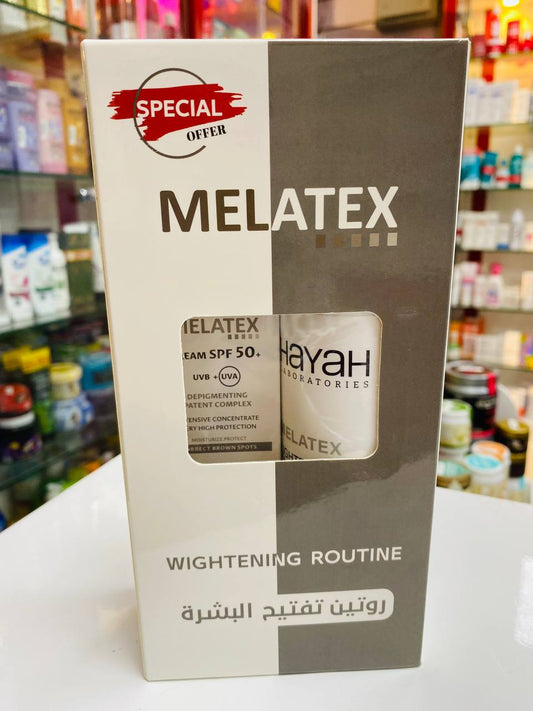 SPECIAL
OFFER
MELATEX
MELATEX
CREAM SPF 50+
UVB + UVA
DEPIGMENTING
PATENT COMPLEX
INTENSIVE CONCENTRATE
VERY HIGH PROTECTION
MOISTURIZE PROTECT
CORRECT BROWN SPOTS
HAYAH
LABORATORIES
MELATEX
WIGHTENING ROUTINE
روتين تفتيح البشرة